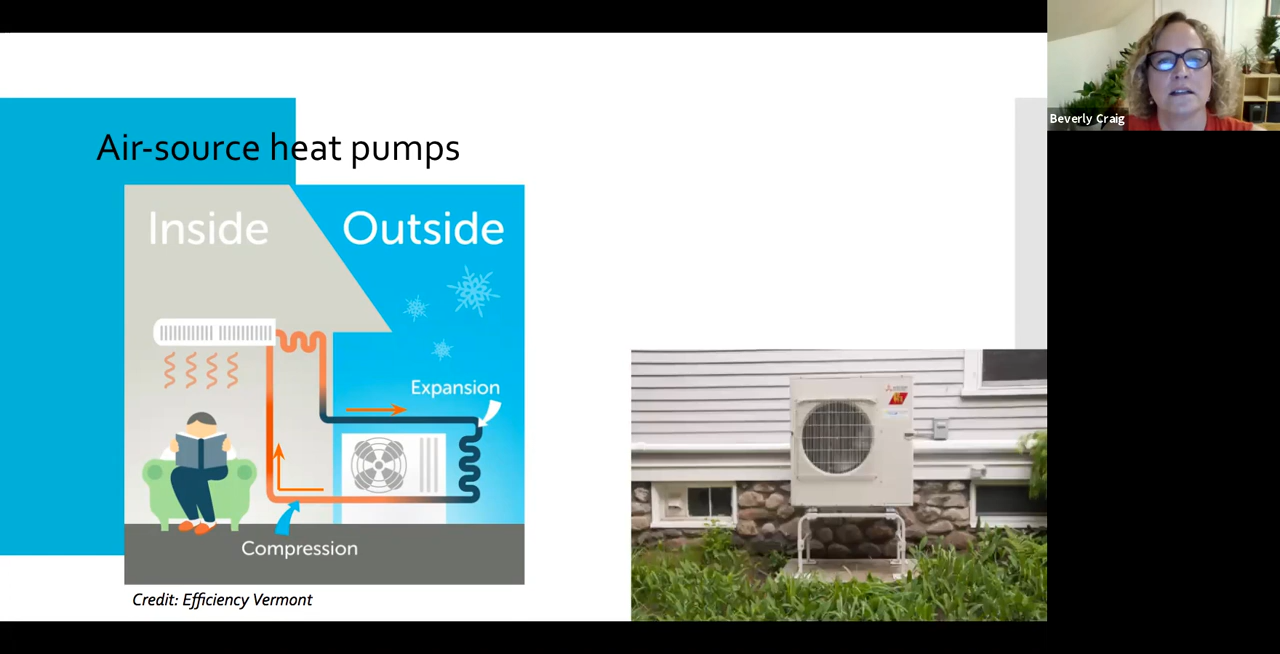 Air-source heat pumps
Inside
Outside
Expansion
Compression
Credit: Efficiency Vermont
Beverly Craig